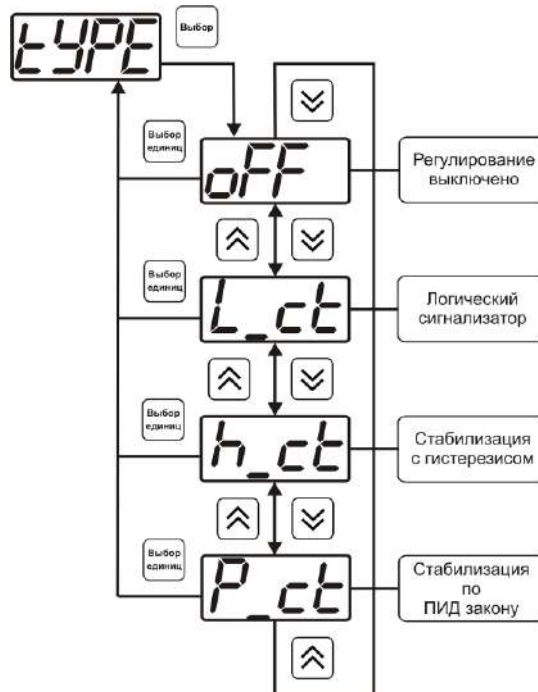 tYPE
Выбор
Выбор
единиц
oFF
Регулирование
выключено
Выбор
единиц
L_ct
Логический
сигнализатор
Выбор
единиц
h_ct
Стабилизация
с гистерезисом
Выбор
единиц
P_ct
Стабилизация
по
ПИД закону